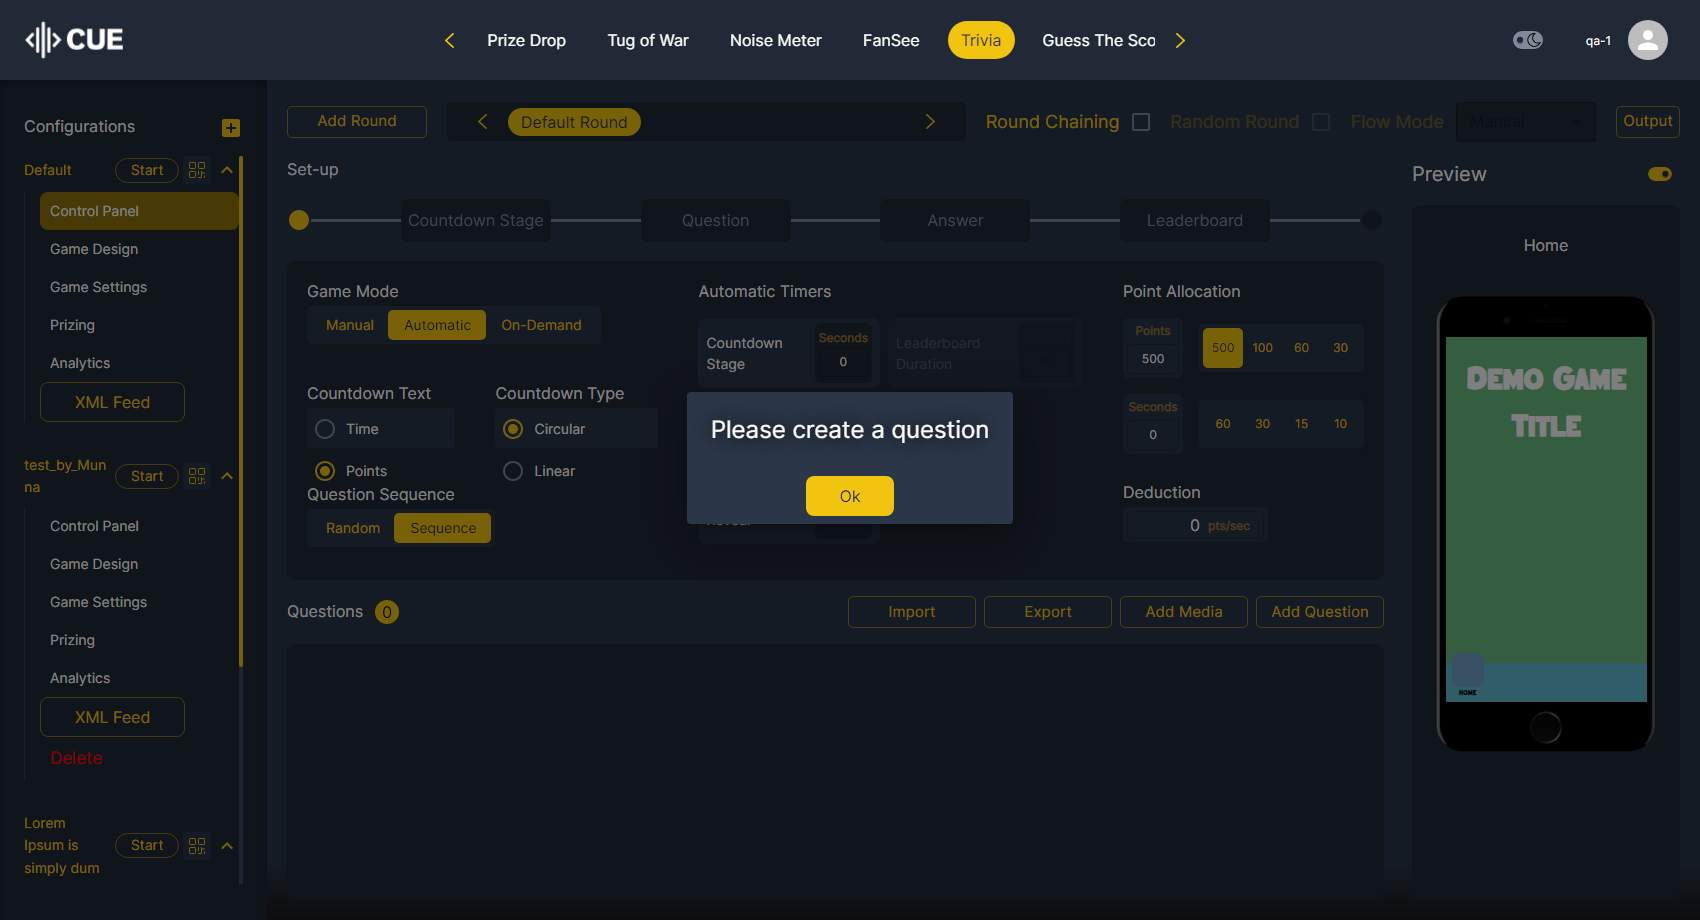 CUE
Prize Drop
Tug of War
Noise Meter
FanSee
Trivia
Guess The Sco
qa-1
Configurations
Default
Start
Control Panel
Game Design
Game Settings
Prizing
Analytics
XML Feed
test_by_Mun
na
Start
Control Panel
Game Design
Game Settings
Prizing
Analytics
XML Feed
Delete
Lorem
Ipsum is
simply dum
Start
Add Round
Default Round
Round Chaining
Random Round
Flow Mode
Manual
Output
Set-up
Countdown Stage
Question
Answer
Leaderboard
Game Mode
Manual
Automatic
On-Demand
Countdown Text
Time
Points
Countdown Type
Circular
Linear
Question Sequence
Random
Sequence
Automatic Timers
Countdown
Stage
Seconds
0
Leaderboard
Duration
Please create a question
Ok
Point Allocation
Points
500
500
100
60
30
Seconds
0
60
30
15
10
Deduction
0 pts/sec
Questions 0
Import
Export
Add Media
Add Question
Preview
Home
Demo Game
Title
HOME